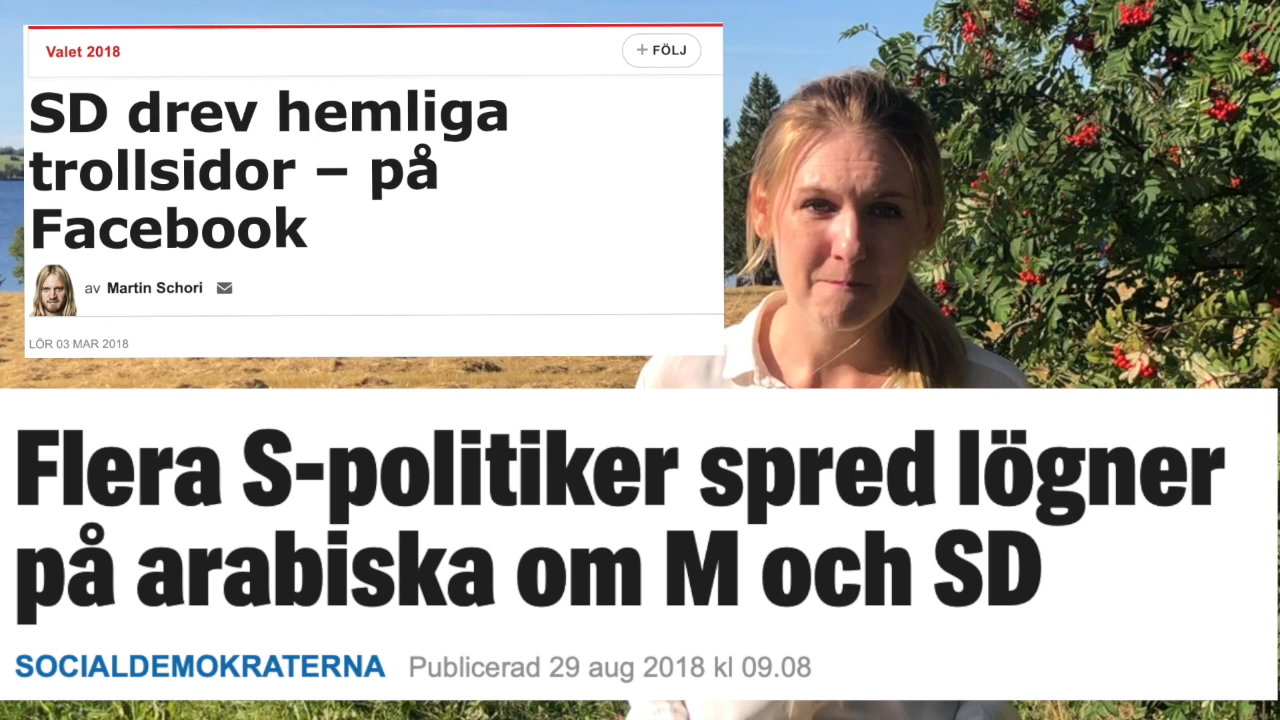 Valet 2018
+ FÖLJ
SD drev hemliga
trollsidor – på
Facebook
av Martin Schori
LÖR 03 MAR 2018
Flera S-politiker spred lögner
på arabiska om M och SD
SOCIALDEMOKRATERNA Publicerad 29 aug 2018 kl 09.08